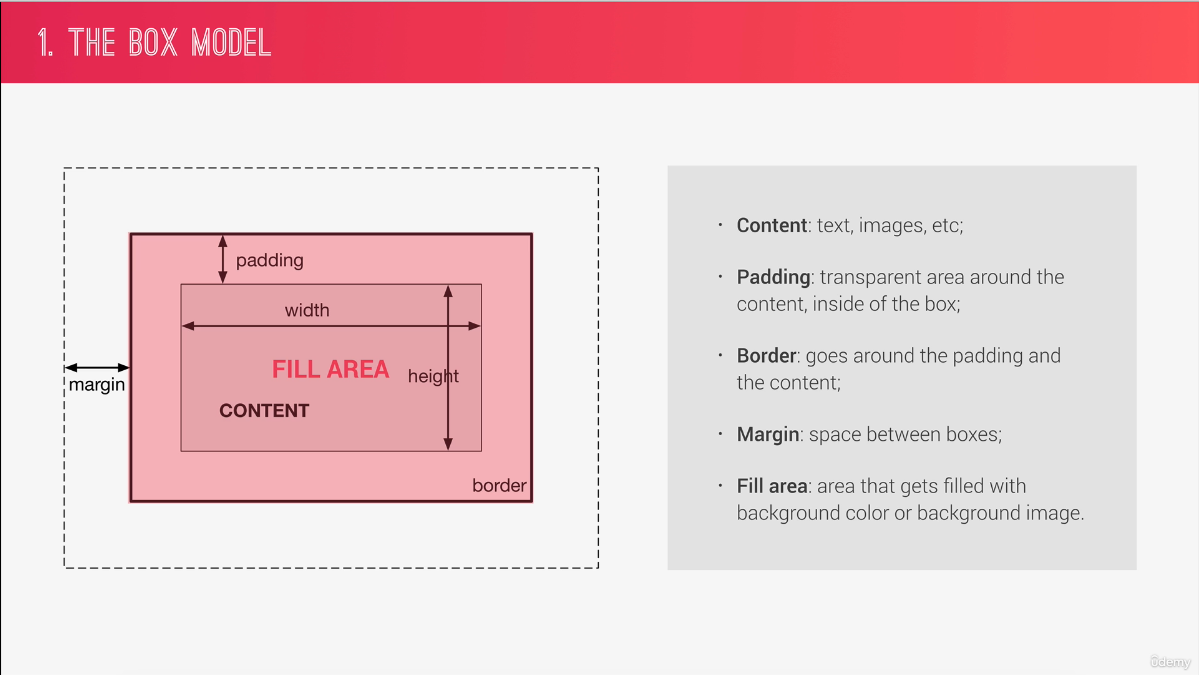 1. THE BOX MODEL
padding
width
FILL AREA
height
margin
CONTENT
border
· Content: text, images, etc;
· Padding: transparent area around the
content, inside of the box;
· Border: goes around the padding and
the content;
· Margin: space between boxes;
· Fill area: area that gets filled with
background color or background image.
ûdemy